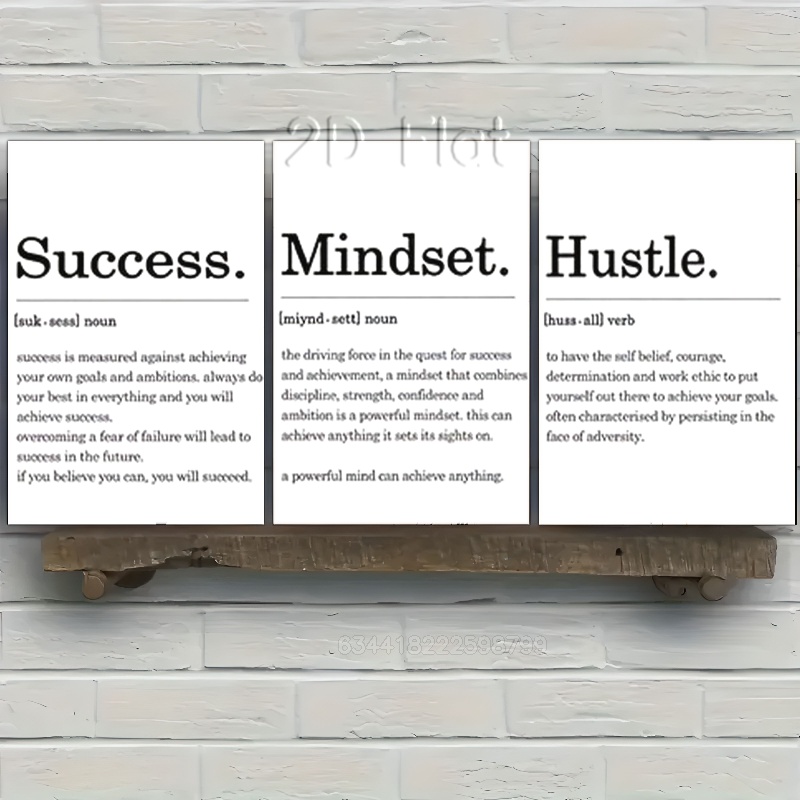 2D Flat
Success.
[suk·sess] noun
success is measured against achieving
your own goals and ambitions. always do
your best in everything and you will
achieve success.
overcoming a fear of failure will lead to
success in the future.
if you believe you can, you will succeed.
Mindset.
[miynd·sett] noun
the driving force in the quest for success
and achievement, a mindset that combines
discipline, strength, confidence and
ambition is a powerful mindset. this can
achieve anything it sets its sights on.
a powerful mind can achieve anything.
Hustle.
[huss·all] verb
to have the self belief, courage,
determination and work ethic to put
yourself out there to achieve your goals.
often characterised by persisting in the
face of adversity.
634418222598799